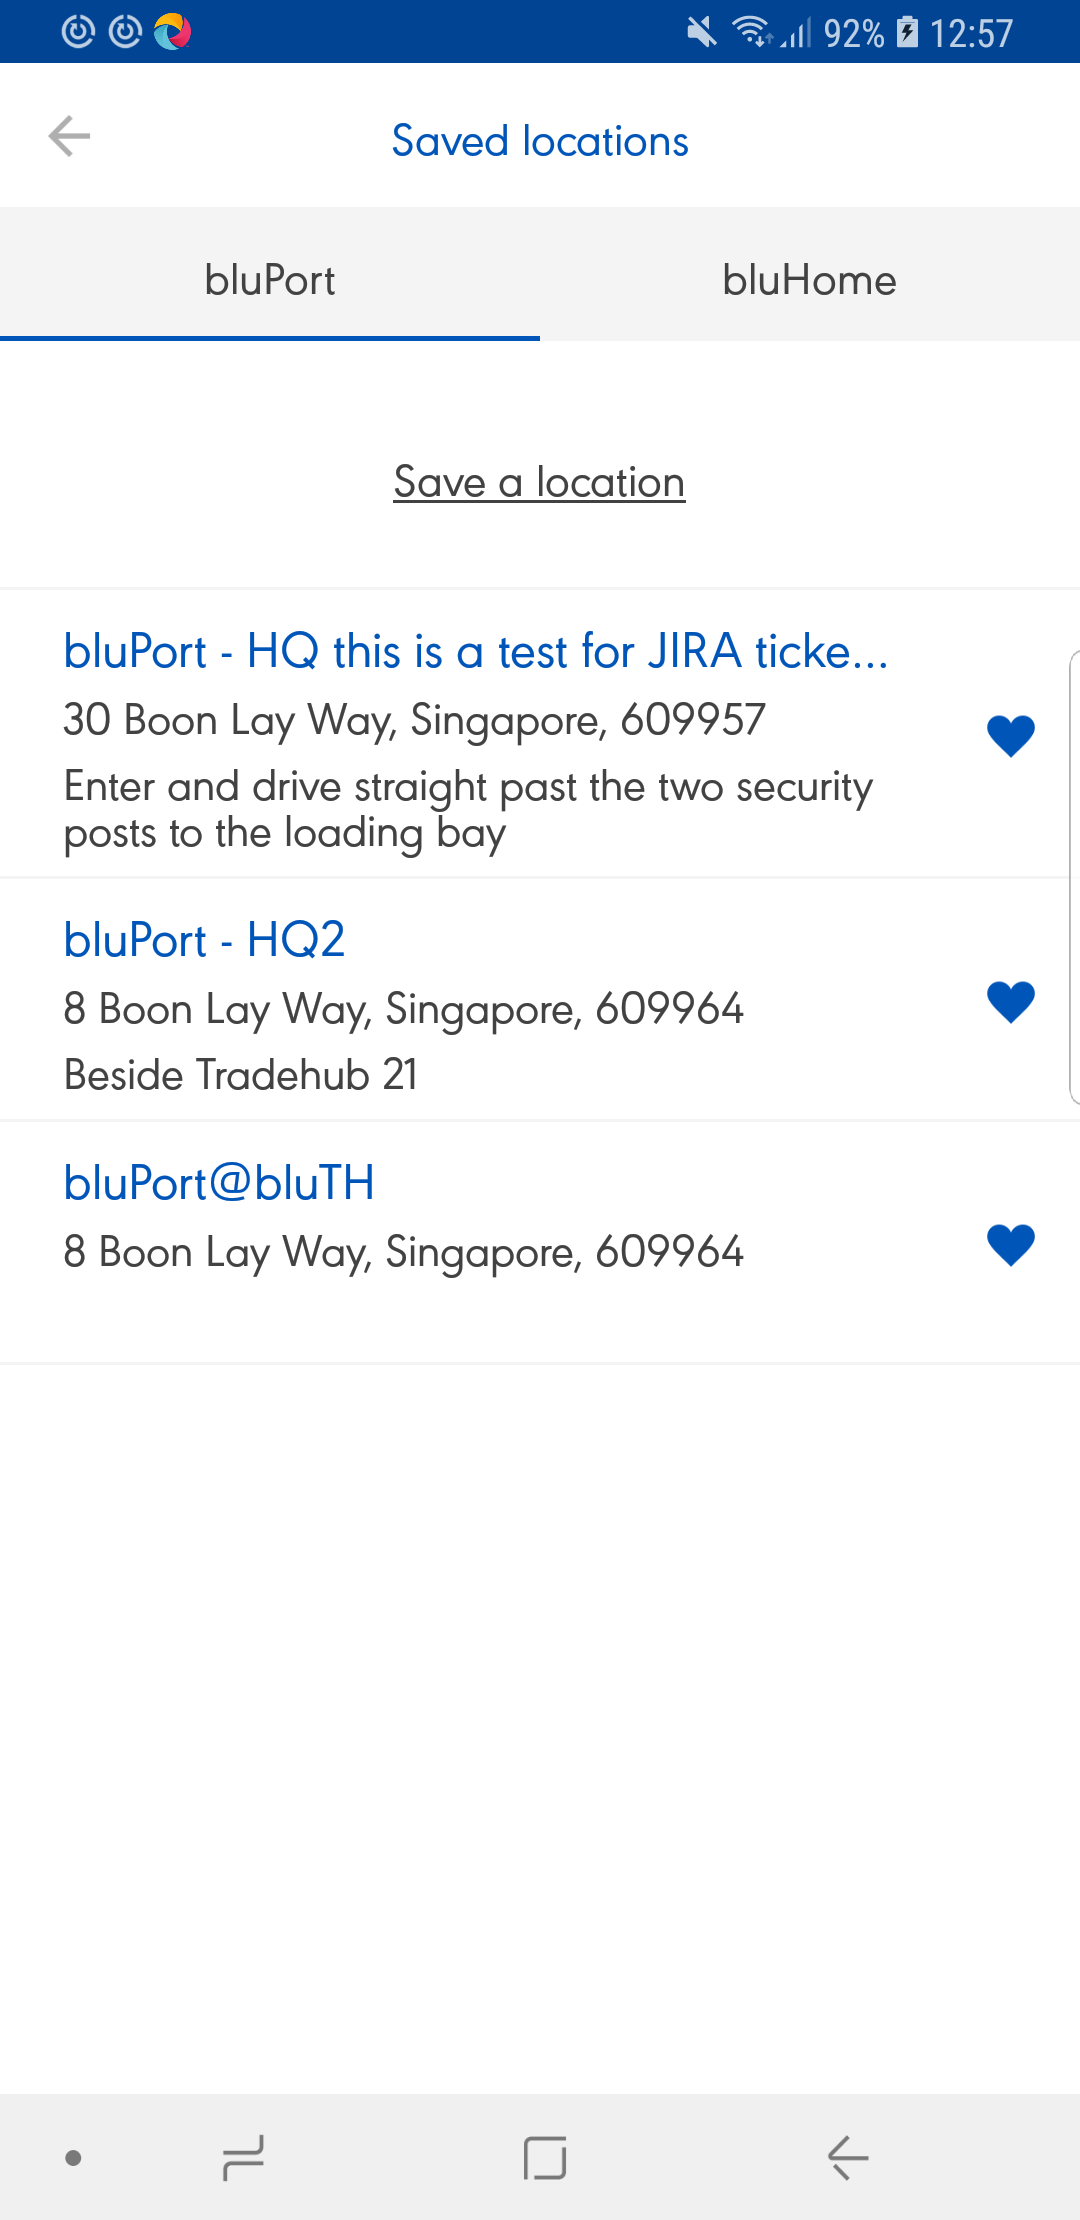 92% 12:57
Saved locations
bluPort bluHome
Save a location
bluPort - HQ this is a test for JIRA ticke...
30 Boon Lay Way, Singapore, 609957
Enter and drive straight past the two security
posts to the loading bay
bluPort - HQ2
8 Boon Lay Way, Singapore, 609964
Beside Tradehub 21
bluPort@bluTH
8 Boon Lay Way, Singapore, 609964